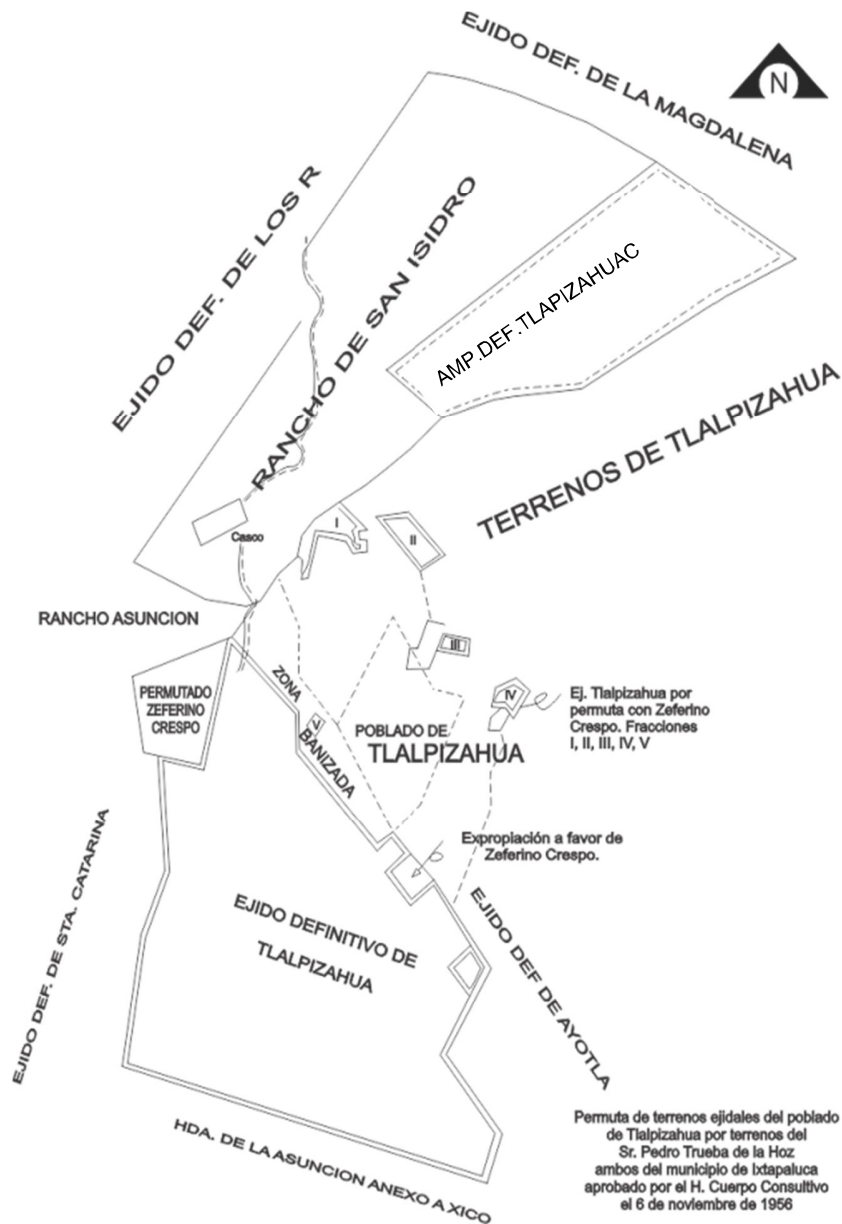 EJIDO DEF. DE LA MAGDALENA
N
EJIDO DEF. DE LOS R
RANCHO DE SAN ISIDRO
AMP.DEF.TLAPIZAHUAC
TERRENOS DE TLALPIZAHUA
Casco
I
II
RANCHO ASUNCION
III
PERMUTADO
ZEFERINO
CRESPO
ZONA
BANIZADA
V
IV
POBLADO DE
TLALPIZAHUA
Ej. Tlalpizahua por
permuta con Zeferino
Crespo. Fracciones
I, II, III, IV, V
Expropiación a favor de
Zeferino Crespo.
EJIDO DEF. DE STA. CATARINA
EJIDO DEFINITIVO DE
TLALPIZAHUA
EJIDO DEF DE AYOTLA
HDA. DE LA ASUNCION ANEXO A XICO
Permuta de terrenos ejidales del poblado
de Tlalpizahua por terrenos del
Sr. Pedro Trueba de la Hoz
ambos del municipio de Ixtapaluca
aprobado por el H. Cuerpo Consultivo
el 6 de noviembre de 1956